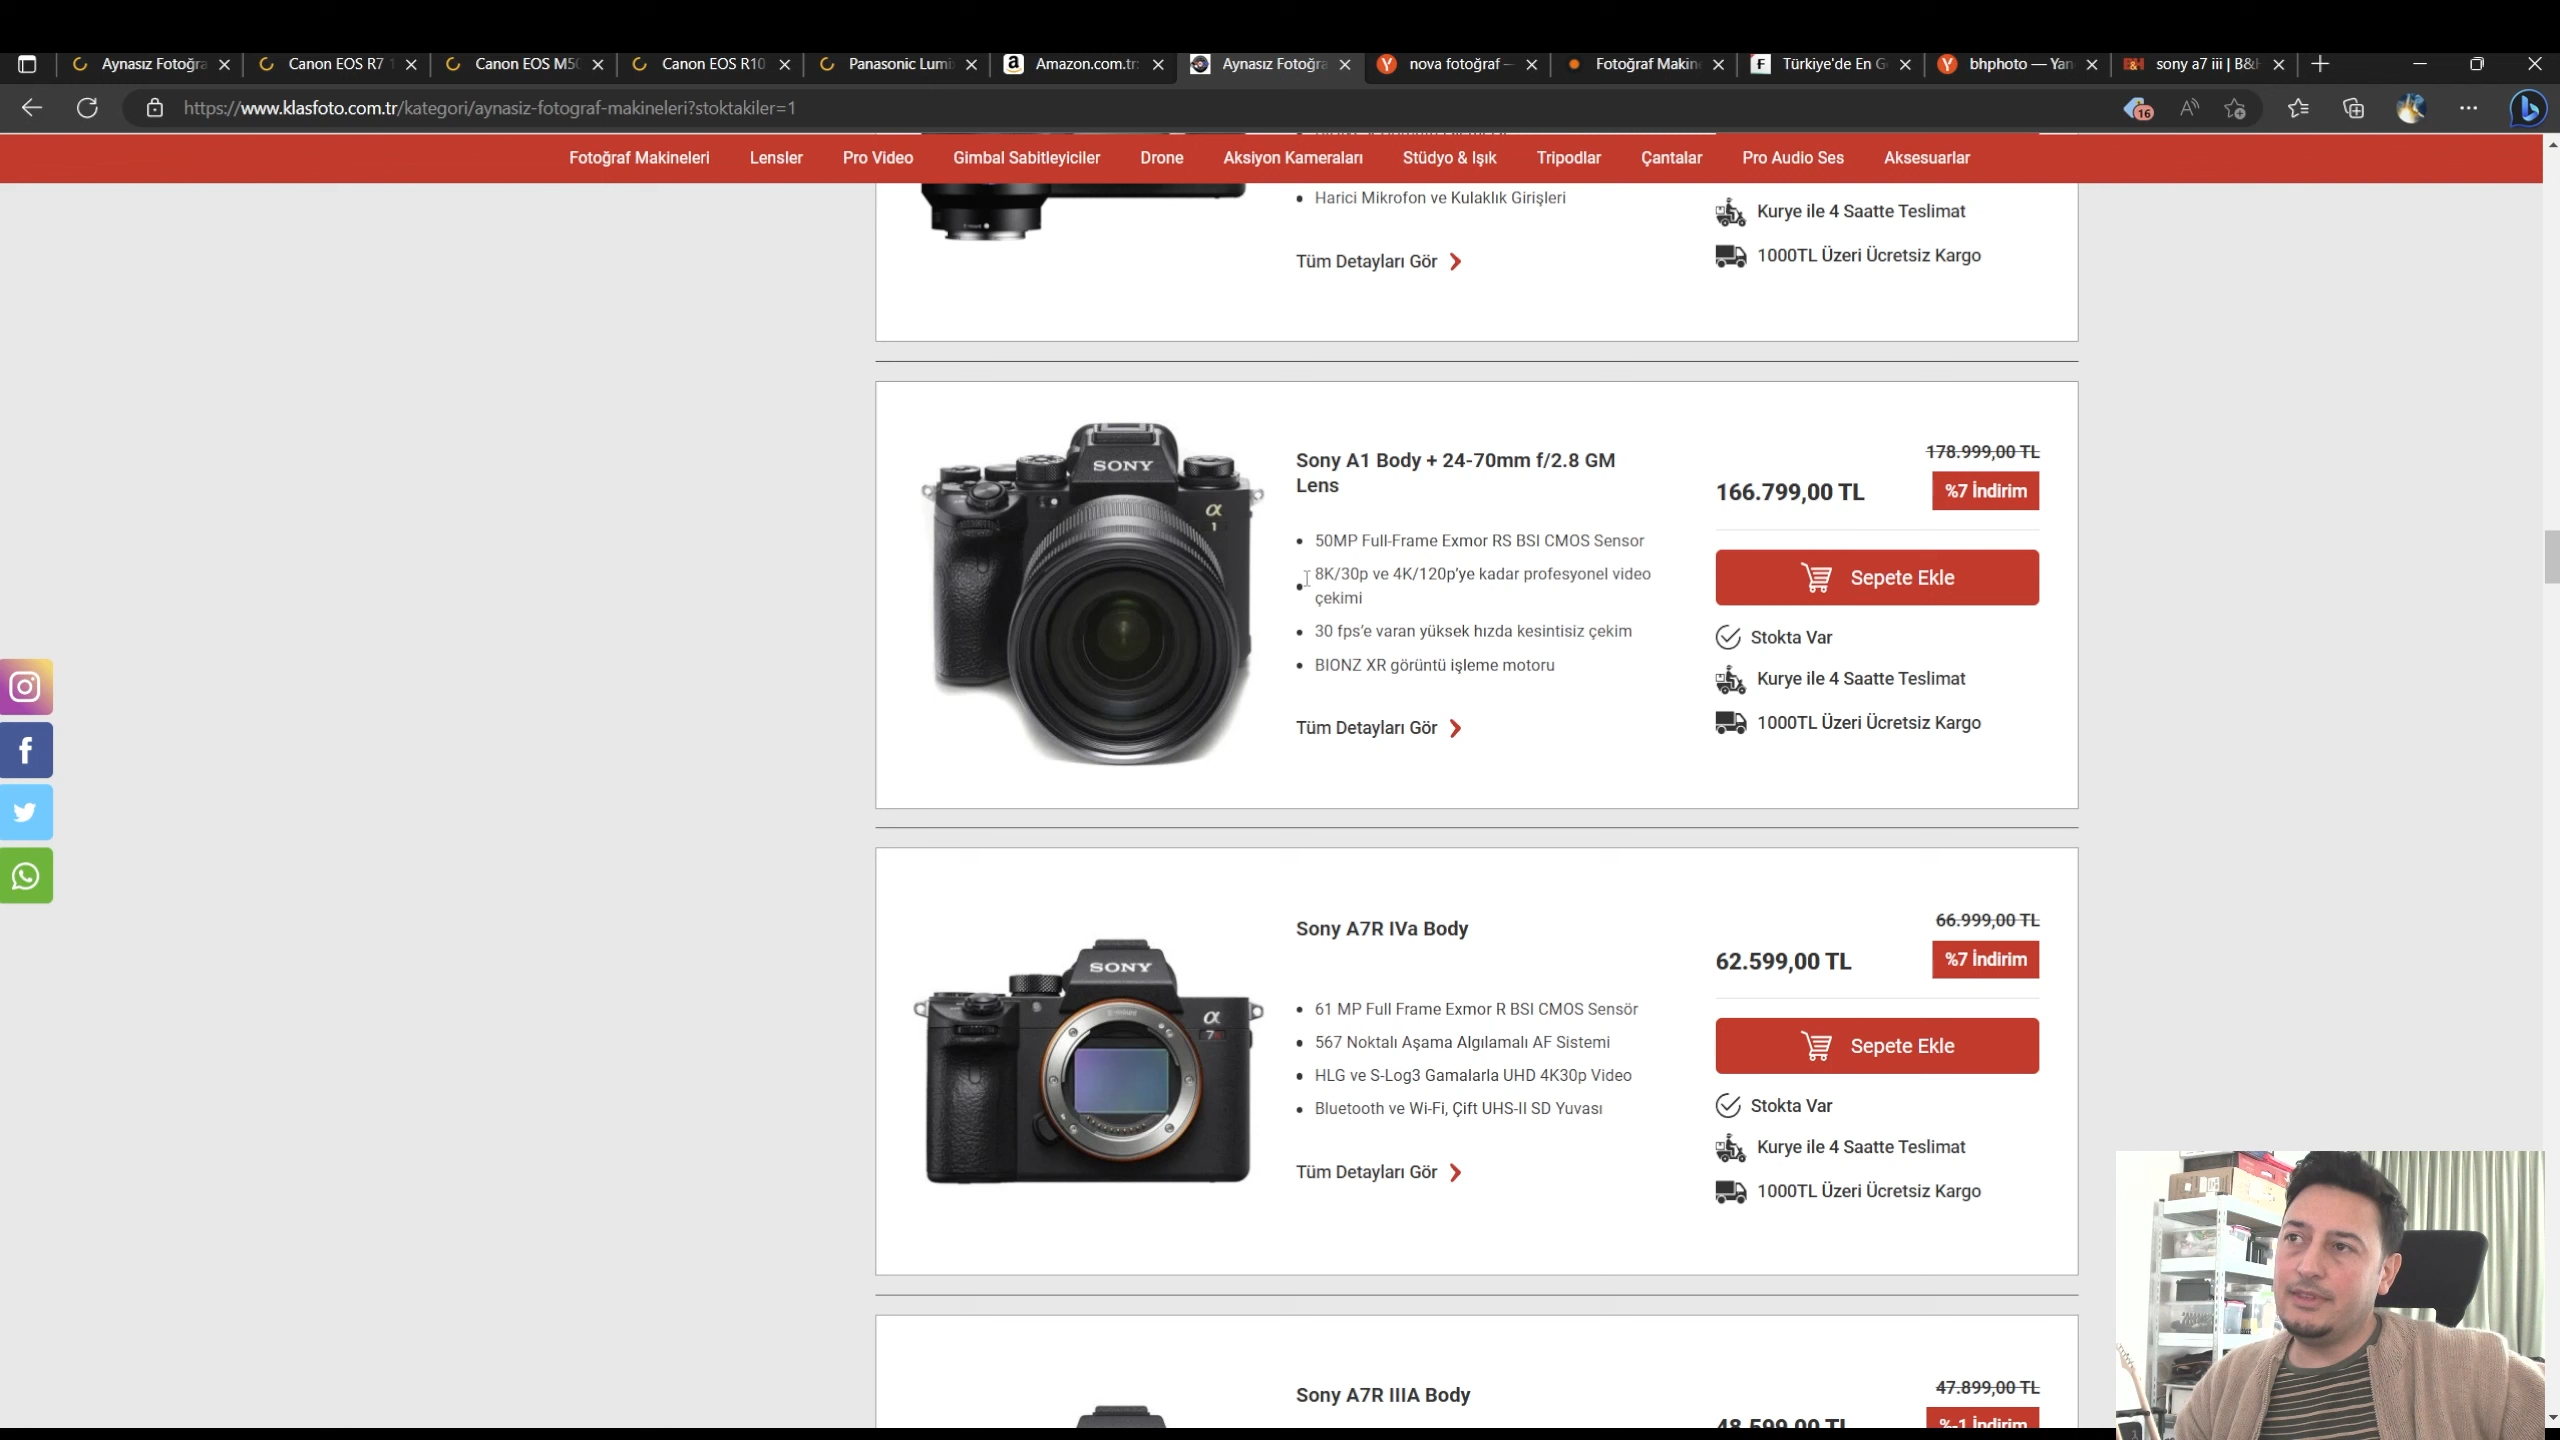 Aynasız Fotoğra
Canon EOS R7 1
Canon EOS M50
Canon EOS R10
Panasonic Lumi
Amazon.com.tr:
Aynasız Fotoğra
nova fotoğraf —
Fotoğraf Makin
Türkiye'de En G
bhphoto — Yan
sony a7 iii | B&H
https://www.klasfoto.com.tr/kategori/aynasiz-fotograf-makineleri?stoktakiler=1
16
Fotoğraf Makineleri
Lensler
Pro Video
Gimbal Sabitleyiciler
Drone
Aksiyon Kameraları
Stüdyo & Işık
Tripodlar
Çantalar
Pro Audio Ses
Aksesuarlar
Harici Mikrofon ve Kulaklık Girişleri
Tüm Detayları Gör
Kurye ile 4 Saatte Teslimat
1000TL Üzeri Ücretsiz Kargo
SONY
α
1
Sony A1 Body + 24-70mm f/2.8 GM
Lens
50MP Full-Frame Exmor RS BSI CMOS Sensor
8K/30p ve 4K/120p'ye kadar profesyonel video
çekimi
30 fps'e varan yüksek hızda kesintisiz çekim
BIONZ XR görüntü işleme motoru
Tüm Detayları Gör
178.999,00 TL
166.799,00 TL
%7 İndirim
Sepete Ekle
Stokta Var
Kurye ile 4 Saatte Teslimat
1000TL Üzeri Ücretsiz Kargo
SONY
α
7R
Sony A7R IVa Body
61 MP Full Frame Exmor R BSI CMOS Sensör
567 Noktalı Aşama Algılamalı AF Sistemi
HLG ve S-Log3 Gamalarla UHD 4K30p Video
Bluetooth ve Wi-Fi, Çift UHS-II SD Yuvası
Tüm Detayları Gör
66.999,00 TL
62.599,00 TL
%7 İndirim
Sepete Ekle
Stokta Var
Kurye ile 4 Saatte Teslimat
1000TL Üzeri Ücretsiz Kargo
Sony A7R IIIA Body
47.899,00 TL
48.599,00 TL
%-1 İndirim